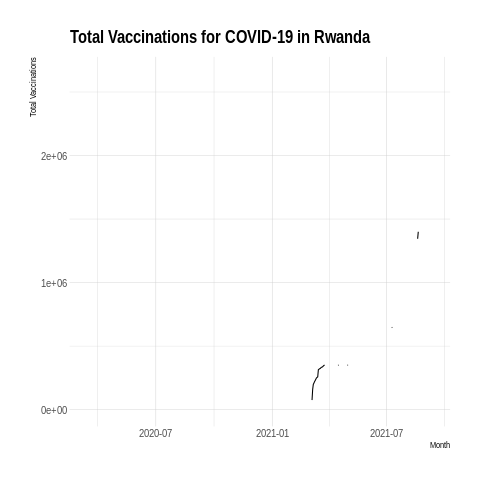 Total Vaccinations for COVID-19 in Rwanda
Total Vaccinations
2e+06
1e+06
0e+00
2020-07
2021-01
2021-07
Month